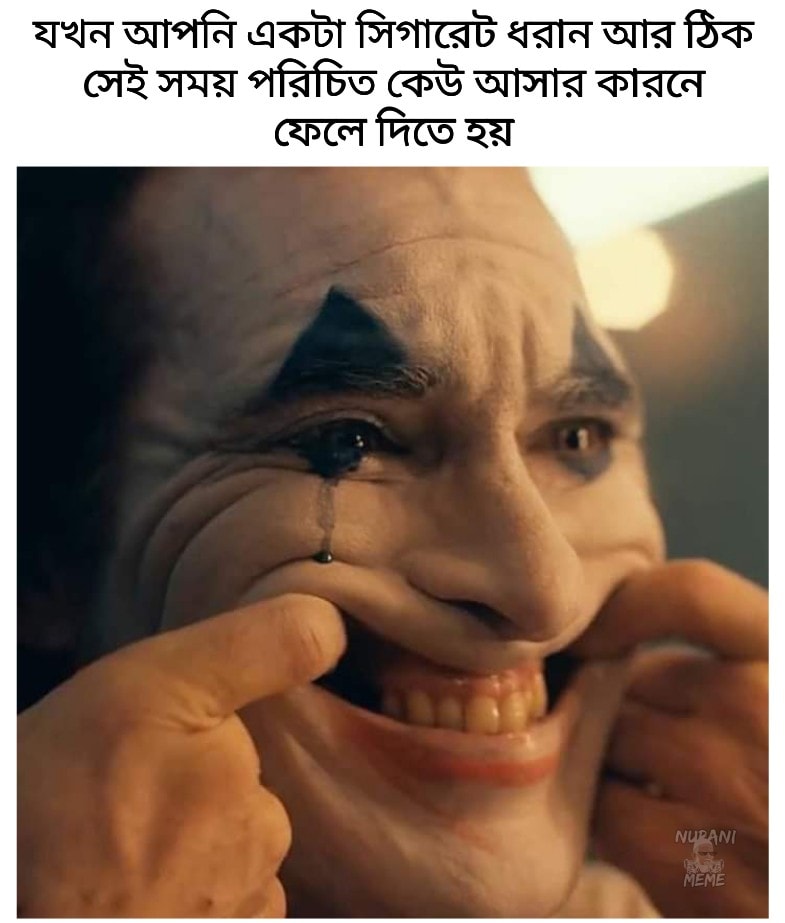 যখন আপনি একটা সিগারেট ধরান আর ঠিক
সেই সময় পরিচিত কেউ আসার কারনে
ফেলে দিতে হয়
NURANI
MEME